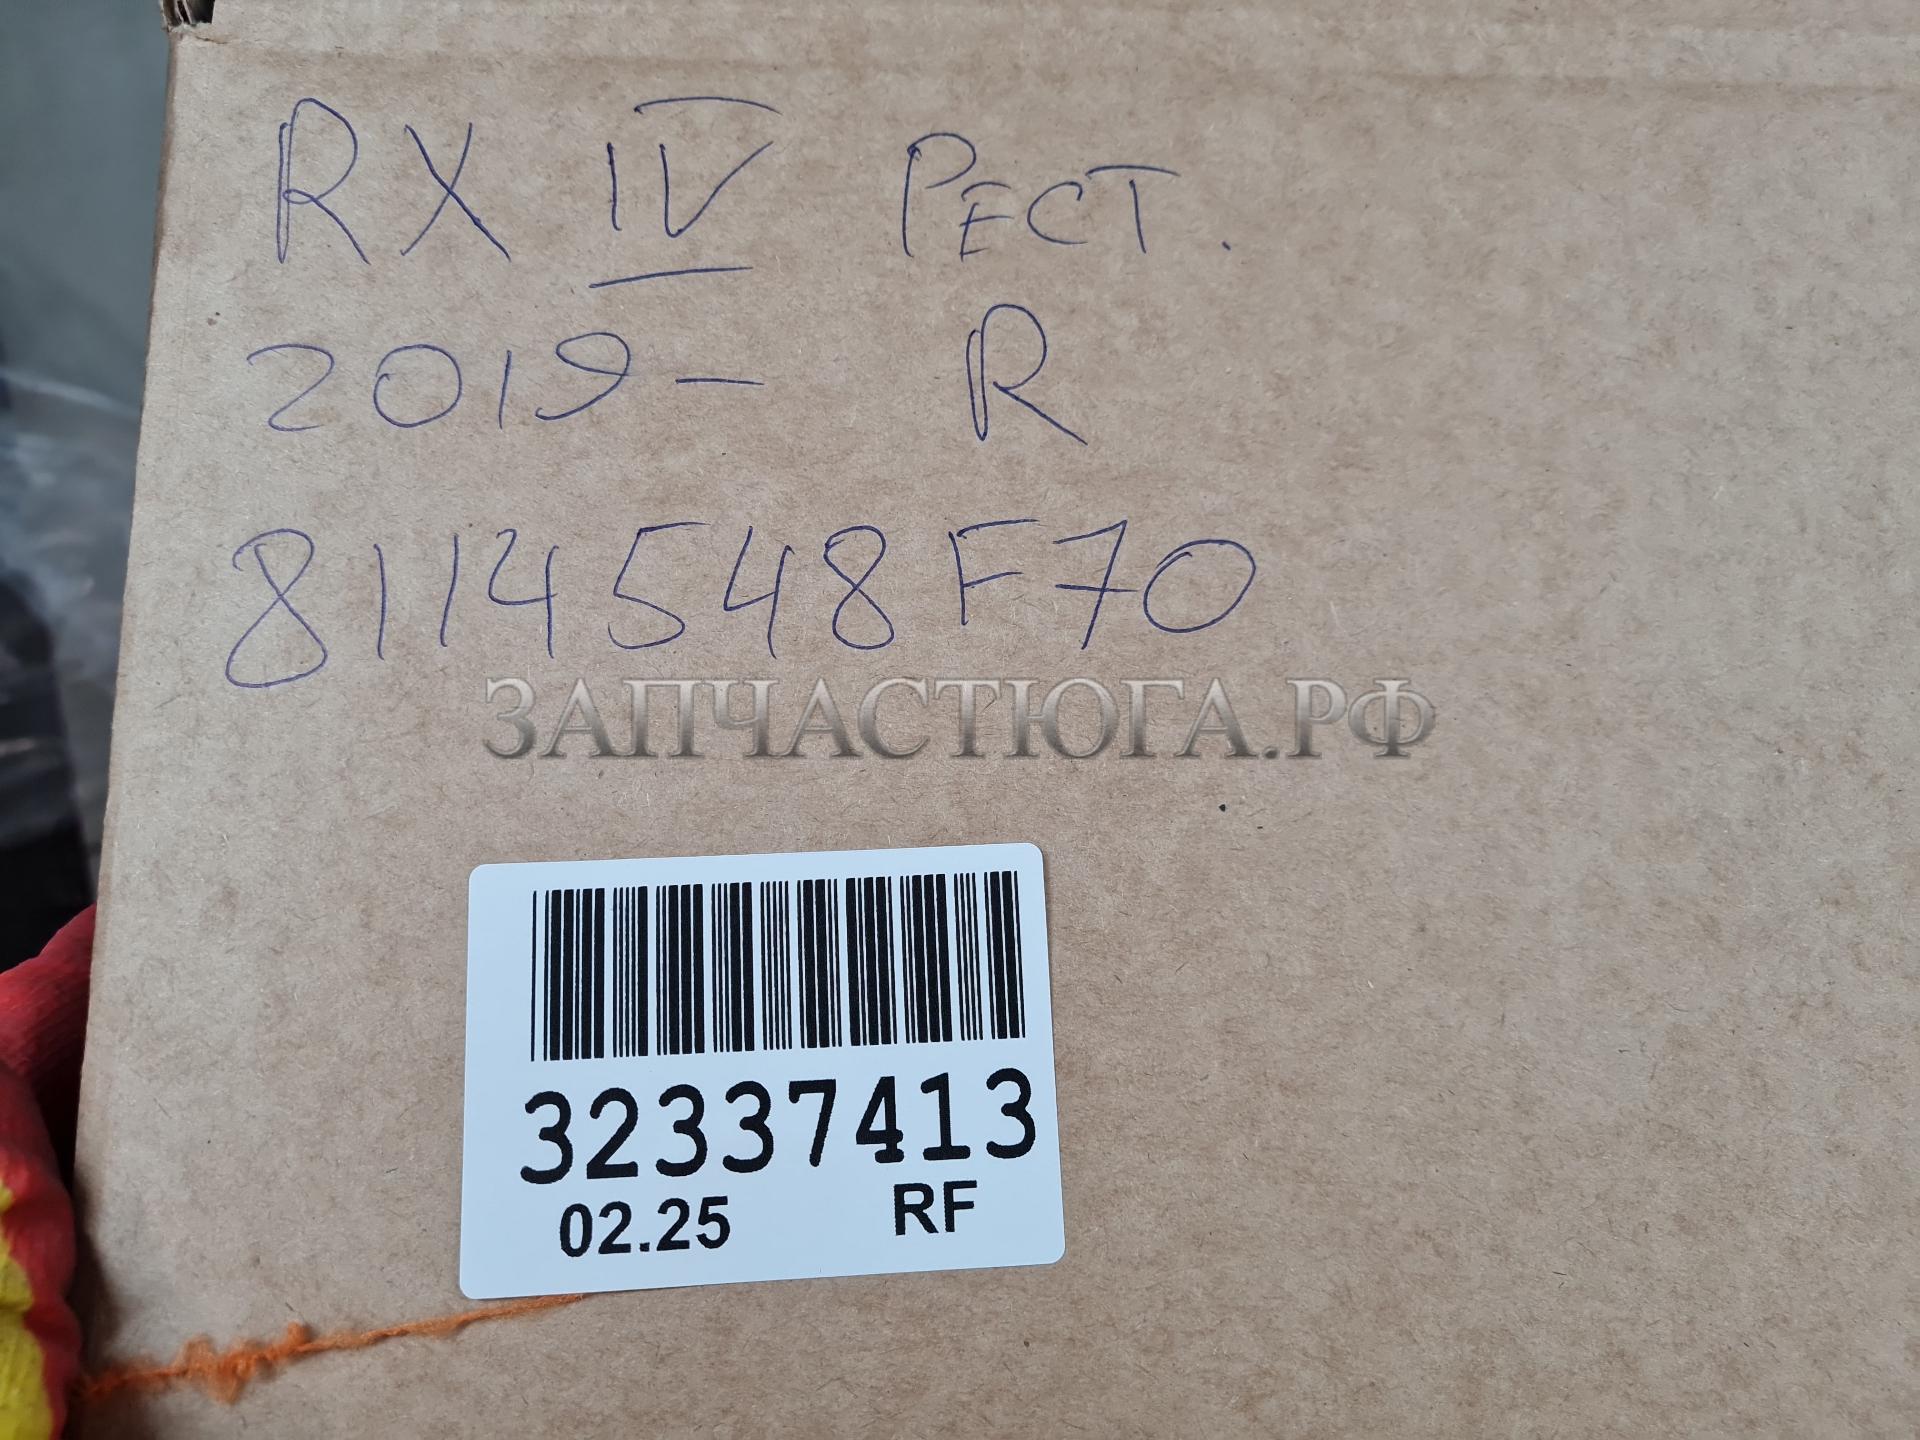 RX IV РЕСТ.
2019- R
8114548F70
ЗАПЧАСТЮГА.РФ
32337413
02.25 RF